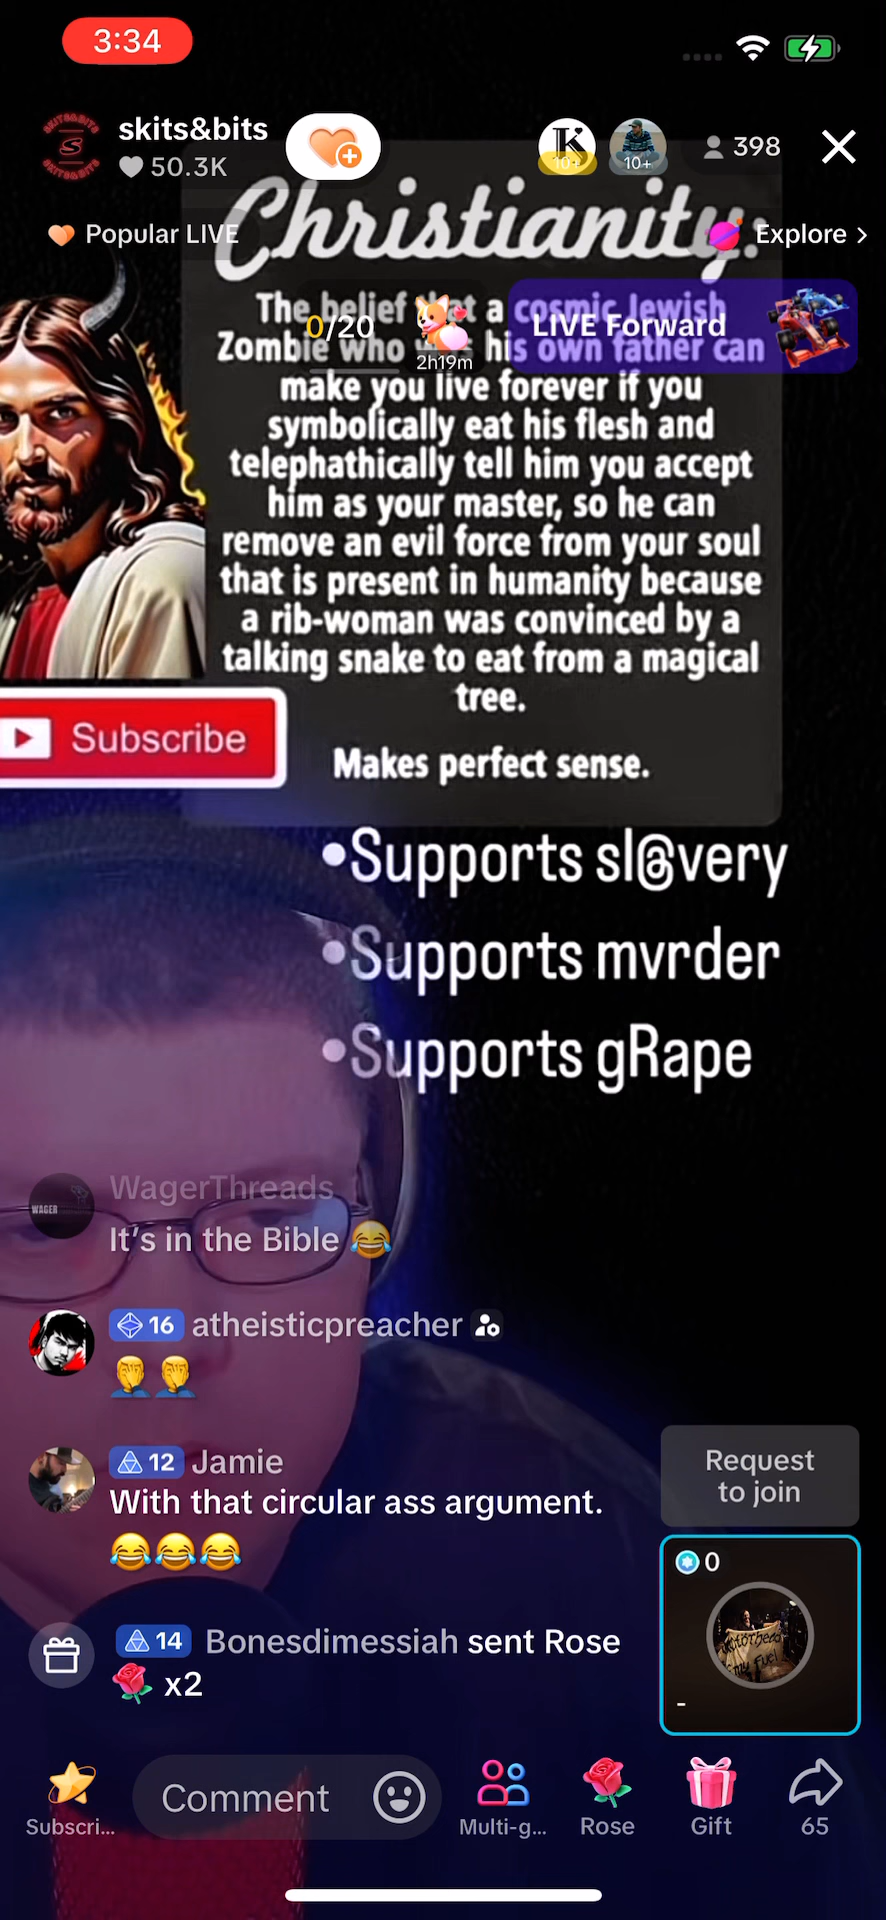 3:34
skits&bits
50.3K
K
10+
10+
398
Popular LIVE
Explore >
Christianity:
The belief that a cosmic Jewish
Zombie who his own father can
make you live forever if you
symbolically eat his flesh and
telephathically tell him you accept
him as your master, so he can
remove an evil force from your soul
that is present in humanity because
a rib-woman was convinced by a
talking snake to eat from a magical
tree.
Makes perfect sense.
0/20
2h19m
LIVE Forward
Subscribe
•Supports sl@very
•Supports mvrder
•Supports gRape
WAGER
WagerThreads
It's in the Bible 😂
16 atheisticpreacher
🤦‍♂️🤦‍♂️
12 Jamie
With that circular ass argument.
😂😂😂
14 Bonesdimessiah sent Rose
🌹 x2
Request
to join
0
my fuel
-
Subscri...
Comment
Multi-g...
Rose
Gift
65